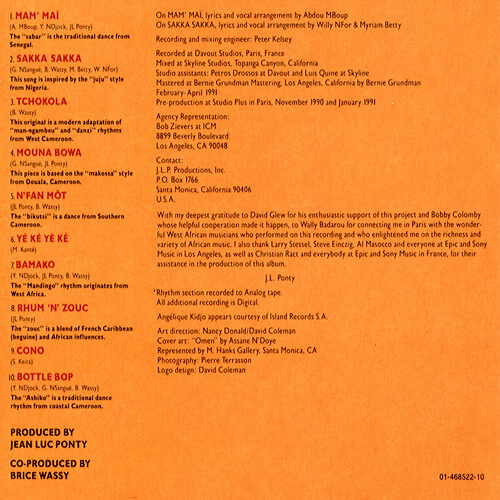 1. MAM' MAÏ
(A. MBoup, T. NDjock, JL Ponty)
The "sabar" is the traditional dance from
Senegal.
2. SAKKA SAKKA
(G. NSangué, B. Wassy, M. Betty, W. NFor)
This song is inspired by the "juju" style
from Nigeria.
3. TCHOKOLA
(B. Wassy)
This original is a modern adaptation of
"man-ngambeu" and "danzi" rhythms
from West Cameroon.
4. MOUNA BOWA
(G. NSangué, JL Ponty)
This piece is based on the "makossa" style
from Douala, Cameroon.
5. N'FAN MÔT
(JL Ponty, B. Wassy)
The "bikutsi" is a dance from Southern
Cameroon.
6. YÉ KÉ YÉ KÉ
(M. Kanté)
7. BAMAKO
(T. NDjock, JL Ponty, B. Wassy)
The "Mandingo" rhythm originates from
West Africa.
8. RHUM 'N' ZOUC
(JL Ponty)
The "zouc" is a blend of French Caribbean
(beguine) and African influences.
9. CONO
(S. Keita)
10. BOTTLE BOP
(T. NDjock, G. NSangué, B. Wassy)
The "Ashiko" is a traditional dance
rhythm from coastal Cameroon.
PRODUCED BY
JEAN LUC PONTY
CO-PRODUCED BY
BRICE WASSY
On MAM' MAÏ, lyrics and vocal arrangement by Abdou MBoup
On SAKKA SAKKA, lyrics and vocal arrangement by Willy NFor & Myriam Betty
Recording and mixing engineer: Peter Kelsey
Recorded at Davout Studios, Paris, France
Mixed at Skyline Studios, Topanga Canyon, California
Studio assistants: Petros Drossos at Davout and Luis Quine at Skyline
Mastered at Bernie Grundman Mastering, Los Angeles, California by Bernie Grundman
February- April 1991
Pre-production at Studio Plus in Paris, November 1990 and January 1991
Agency Representation:
Bob Zievers at ICM
8899 Beverly Boulevard
Los Angeles, CA 90048
Contact:
J.L.P. Productions, Inc.
P.O. Box 1766
Santa Monica, California 90406
U.S.A.
With my deepest gratitude to David Glew for his enthusiastic support of this project and Bobby Colomby
whose helpful cooperation made it happen, to Wally Badarou for connecting me in Paris with the wonder-
ful West African musicians who performed on this recording and who enlightened me on the richness and
variety of African music. I also thank Larry Stessel, Steve Einczig, Al Masocco and everyone at Epic and Sony
Music in Los Angeles, as well as Christian Ract and everybody at Epic and Sony Music in France, for their
assistance in the production of this album.
J.L. Ponty
*Rhythm section recorded to Analog tape.
All additional recording is Digital.
Angélique Kidjo appears courtesy of Island Records S.A.
Art direction: Nancy Donald/David Coleman
Cover art: "Omen" by Assane N'Doye
Represented by M. Hanks Gallery, Santa Monica, CA
Photography: Pierre Terrasson
Logo design: David Coleman
01-468522-10